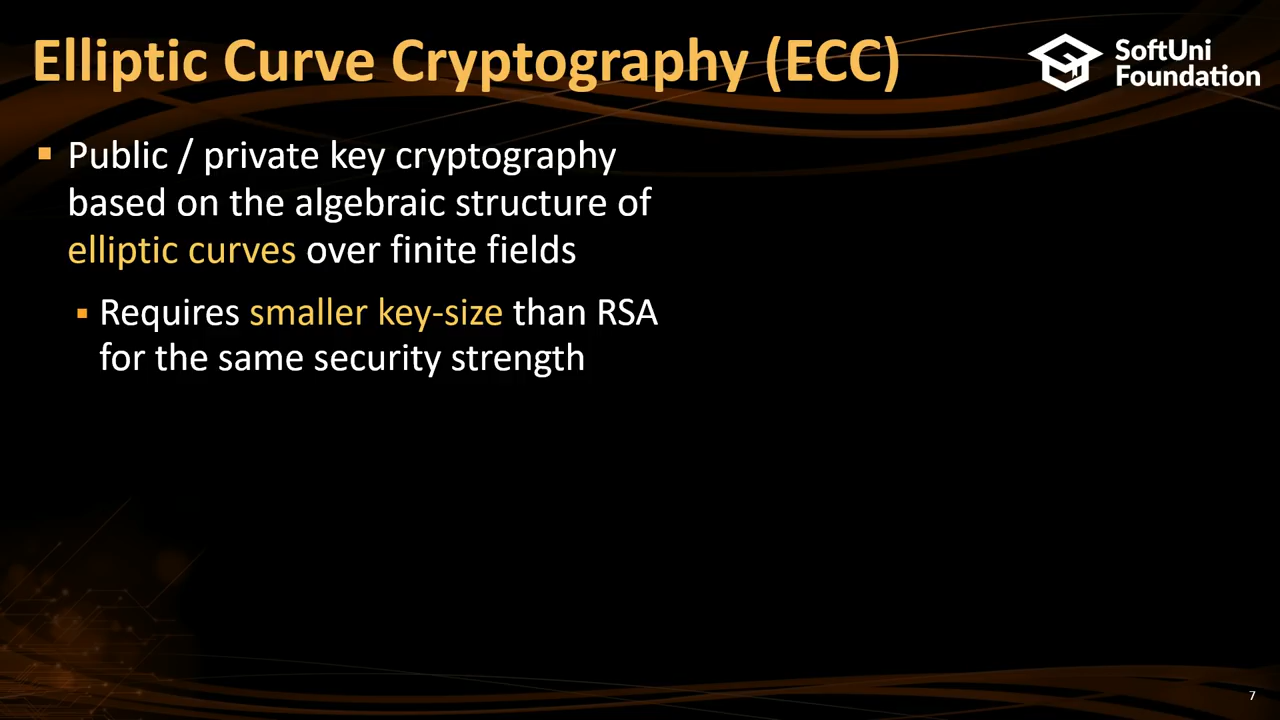 Elliptic Curve Cryptography (ECC)
SoftUni
Foundation
▪ Public / private key cryptography
based on the algebraic structure of
elliptic curves over finite fields
▪ Requires smaller key-size than RSA
for the same security strength
7